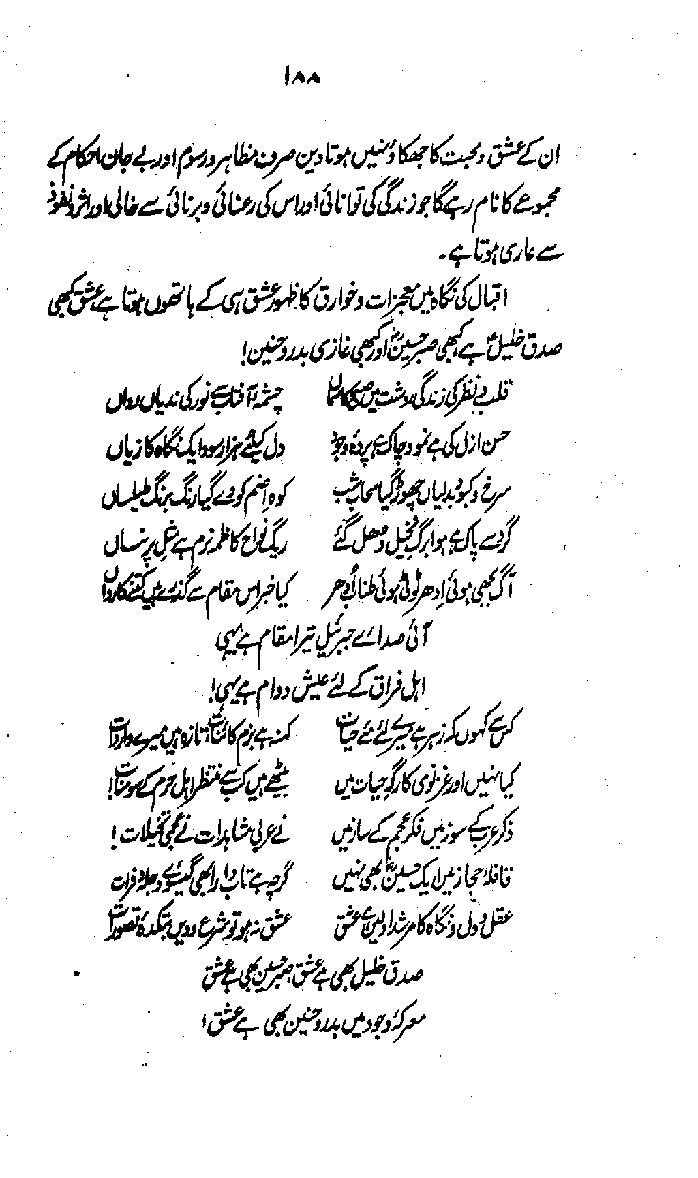 ۱۸۸
ان کے عشق و محبت کا جھکاؤ نہیں ہوتا دین صرف مظاہر و رسوم اور بے جان احکام کے
مجموعے کا نام رہے گا جو زندگی کی توانائی اور اس کی رعنائی و برنائی سے خالی اور اثر و نفوذ
سے عاری ہوتا ہے۔
اقبال کی نگاہ میں معجزات و خوارق کا ظہور عشق ہی کے ہاتھوں ہوتا ہے عشق کبھی
صدق خلیلؑ ہے کبھی صبر حسینؓ اور کبھی غازی بدر و حنین!
قلب و نظر کی زندگی دشت میں صبح کا سماں چشمۂ آفتاب سے نور کی ندیاں رواں
حسن ازل کی ہے نمود چاک ہے پردۂ وجود دل کیلئے ہزار سود ایک نگاہ کا زیاں
سرخ و کبود بدلیاں چھوڑ گیا سحاب شب کوہ اضم کو دے گیا رنگ برنگ طیلساں
گرد سے پاک ہے ہوا برگ نخیل دھل گئے ریگ نواح کاظمہ نرم ہے مثل پرنیاں
آگ بجھی ہوئی اِدھر ٹوٹی ہوئی طناب اُدھر کیا خبر اس مقام سے گذرے ہیں کتنے کارواں
آئی صدائے جبرئیل تیرا مقام ہے یہی
اہل فراق کے لئے عیش دوام ہے یہی!
کس سے کہوں کہ زہر ہے میرے لئے مئے حیات کہنہ ہے بزم کائنات تازہ ہیں میرے واردات
کیا نہیں اور غزنوی کارگہ حیات میں بیٹھے ہیں کب سے منتظر اہل حرم کے سومنات!
ذکر عرب کے سوز میں فکر عجم کے ساز میں نے عربی مشاہدات نے عجمی تخیلات!
قافلۂ حجاز میں ایک حسینؓ بھی نہیں گرچہ ہے تاب دار ابھی گیسوئے دجلہ و فرات
عقل و دل و نگاہ کا مرشد اولیں ہے عشق عشق نہ ہو تو شرع و دیں بتکدۂ تصورات
صدق خلیل بھی ہے عشق صبر حسین بھی ہے عشق
معرکۂ وجود میں بدر و حنین بھی ہے عشق!